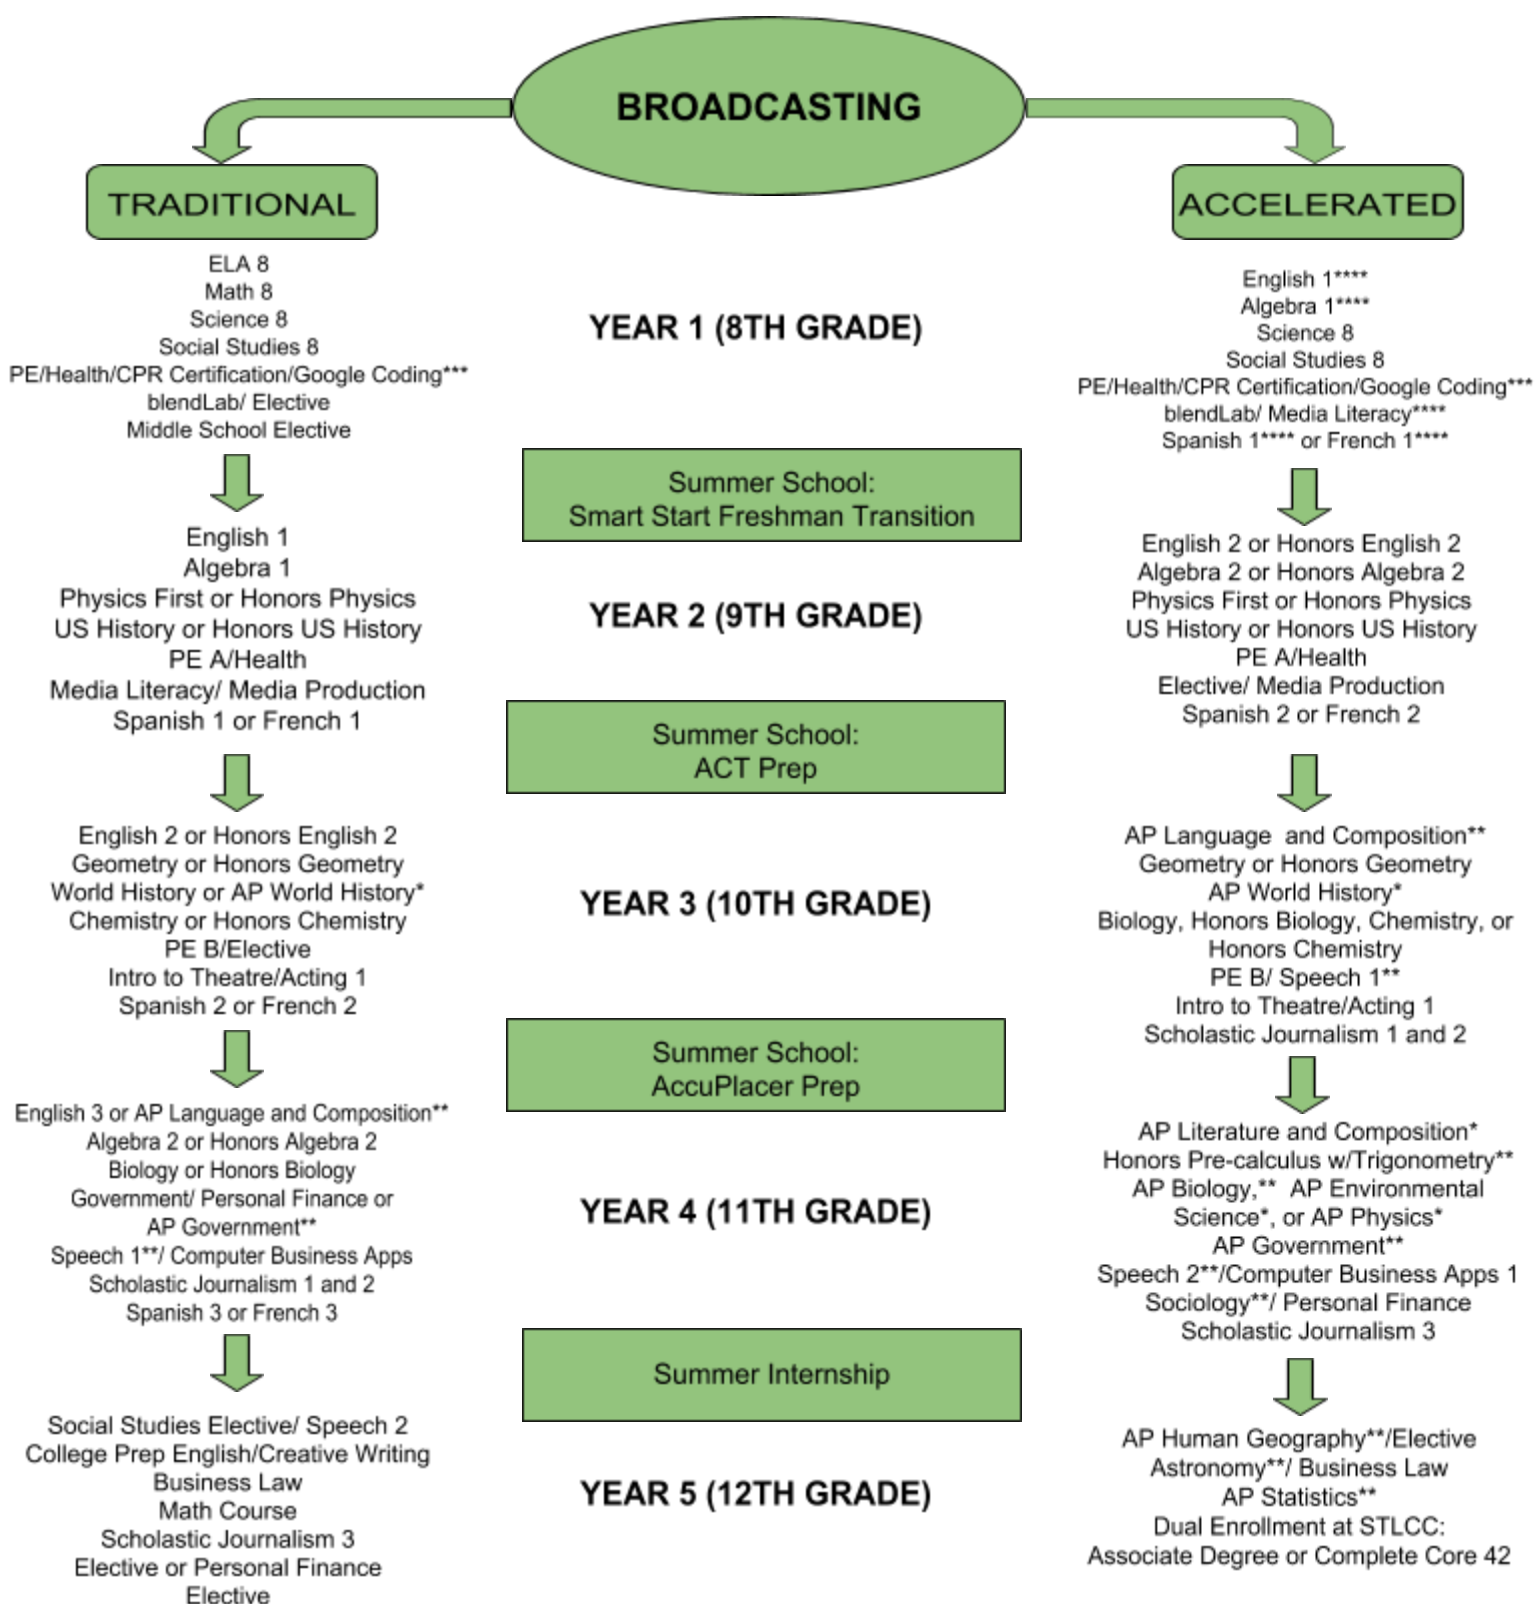 BROADCASTING
TRADITIONAL
ELA 8
Math 8
Science 8
Social Studies 8
PE/Health/CPR Certification/Google Coding***
blendLab/ Elective
Middle School Elective
English 1
Algebra 1
Physics First or Honors Physics
US History or Honors US History
PE A/Health
Media Literacy/ Media Production
Spanish 1 or French 1
English 2 or Honors English 2
Geometry or Honors Geometry
World History or AP World History*
Chemistry or Honors Chemistry
PE B/Elective
Intro to Theatre/Acting 1
Spanish 2 or French 2
English 3 or AP Language and Composition**
Algebra 2 or Honors Algebra 2
Biology or Honors Biology
Government/ Personal Finance or
AP Government**
Speech 1**/ Computer Business Apps
Scholastic Journalism 1 and 2
Spanish 3 or French 3
Social Studies Elective/ Speech 2
College Prep English/Creative Writing
Business Law
Math Course
Scholastic Journalism 3
Elective or Personal Finance
Elective
YEAR 1 (8TH GRADE)
Summer School:
Smart Start Freshman Transition
YEAR 2 (9TH GRADE)
Summer School:
ACT Prep
YEAR 3 (10TH GRADE)
Summer School:
AccuPlacer Prep
YEAR 4 (11TH GRADE)
Summer Internship
YEAR 5 (12TH GRADE)
ACCELERATED
English 1****
Algebra 1****
Science 8
Social Studies 8
PE/Health/CPR Certification/Google Coding***
blendLab/ Media Literacy****
Spanish 1**** or French 1****
English 2 or Honors English 2
Algebra 2 or Honors Algebra 2
Physics First or Honors Physics
US History or Honors US History
PE A/Health
Elective/ Media Production
Spanish 2 or French 2
AP Language and Composition**
Geometry or Honors Geometry
AP World History*
Biology, Honors Biology, Chemistry, or
Honors Chemistry
PE B/ Speech 1**
Intro to Theatre/Acting 1
Scholastic Journalism 1 and 2
AP Literature and Composition*
Honors Pre-calculus w/Trigonometry**
AP Biology,** AP Environmental
Science*, or AP Physics*
AP Government**
Speech 2**/Computer Business Apps 1
Sociology**/ Personal Finance
Scholastic Journalism 3
AP Human Geography**/Elective
Astronomy**/ Business Law
AP Statistics**
Dual Enrollment at STLCC:
Associate Degree or Complete Core 42